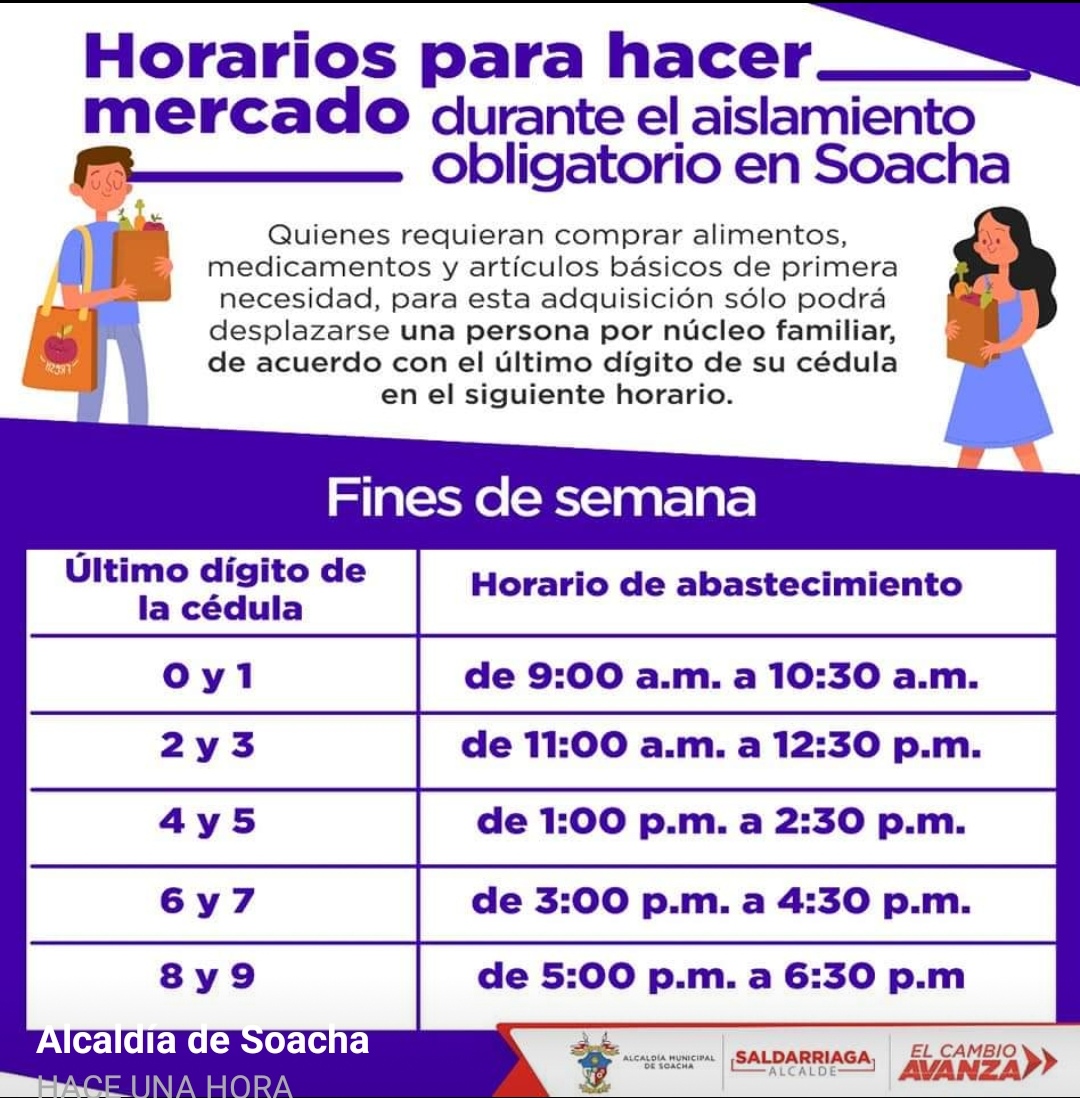 Horarios para hacer
mercado durante el aislamiento
obligatorio en Soacha
Quienes requieran comprar alimentos,
medicamentos y artículos básicos de primera
necesidad, para esta adquisición sólo podrá
desplazarse una persona por núcleo familiar,
de acuerdo con el último dígito de su cédula
en el siguiente horario.
Fines de semana
Último dígito de
la cédula
Horario de abastecimiento
0 y 1
de 9:00 a.m. a 10:30 a.m.
2 y 3
de 11:00 a.m. a 12:30 p.m.
4 y 5
de 1:00 p.m. a 2:30 p.m.
6 y 7
de 3:00 p.m. a 4:30 p.m.
8 y 9
de 5:00 p.m. a 6:30 p.m
Alcaldía de Soacha
HACE UNA HORA
ALCALDÍA MUNICIPAL
DE SOACHA
SALDARRIAGA
ALCALDE
EL CAMBIO
AVANZA